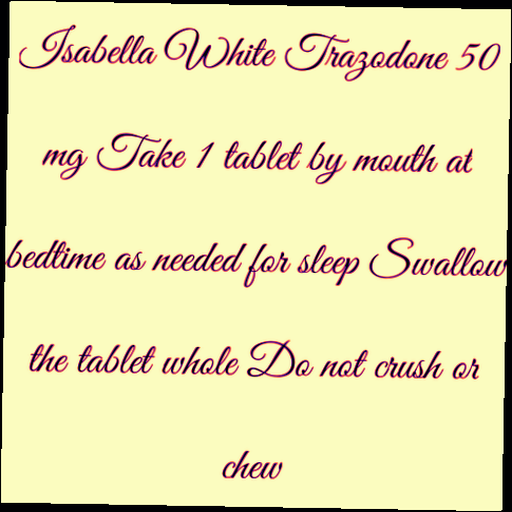 Isabella White Trazodone 50
mg Take 1 tablet by mouth at
bedtime as needed for sleep Swallow
the tablet whole Do not crush or
chew